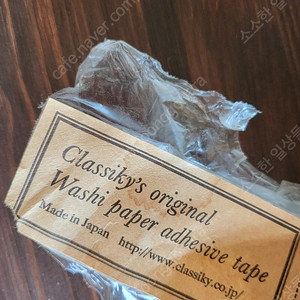 Classiky's original
Washi paper adhesive tape
Made in Japan http://www.classiky.co.jp/